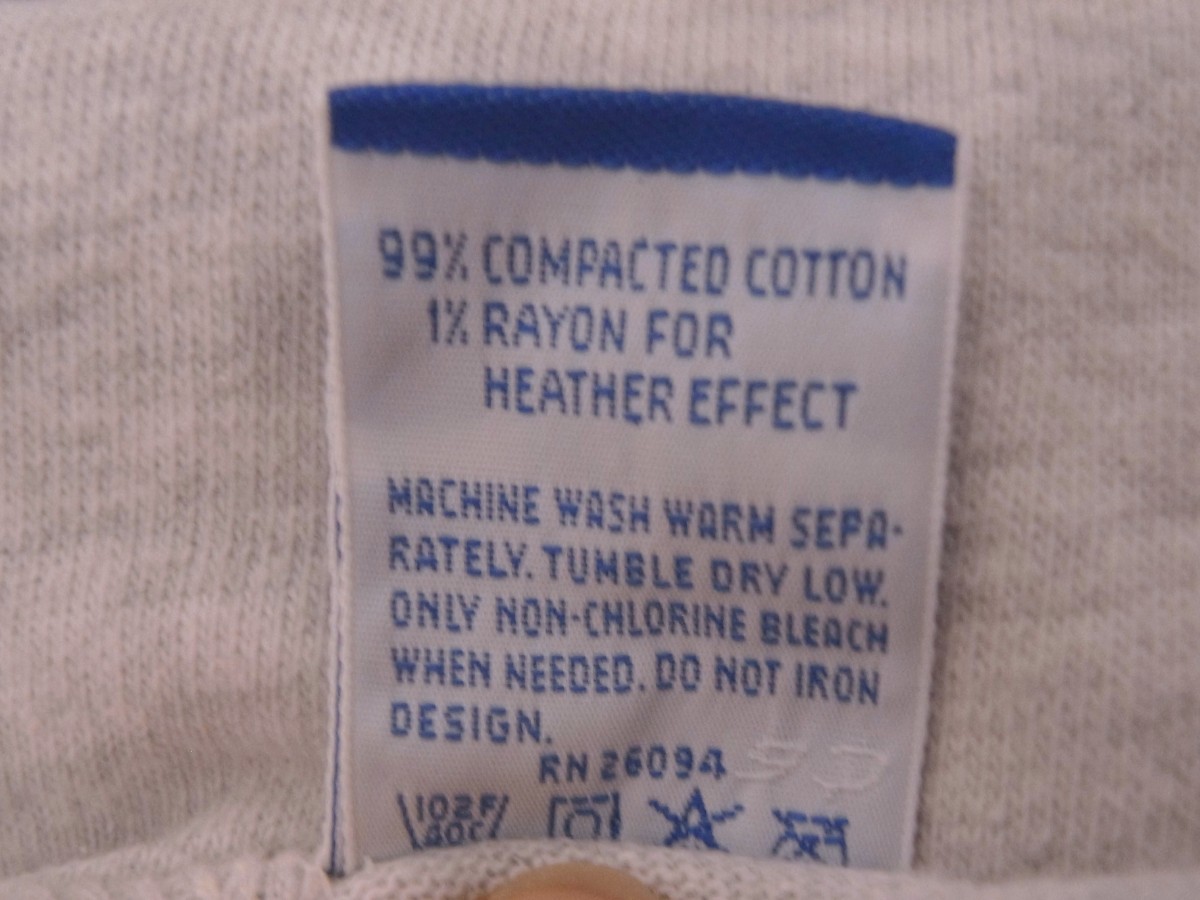 99% COMPACTED COTTON
1% RAYON FOR
HEATHER EFFECT
MACHINE WASH WARM SEPA-
RATELY. TUMBLE DRY LOW.
ONLY NON-CHLORINE BLEACH
WHEN NEEDED. DO NOT IRON
DESIGN.
RN 26094
102F
40C